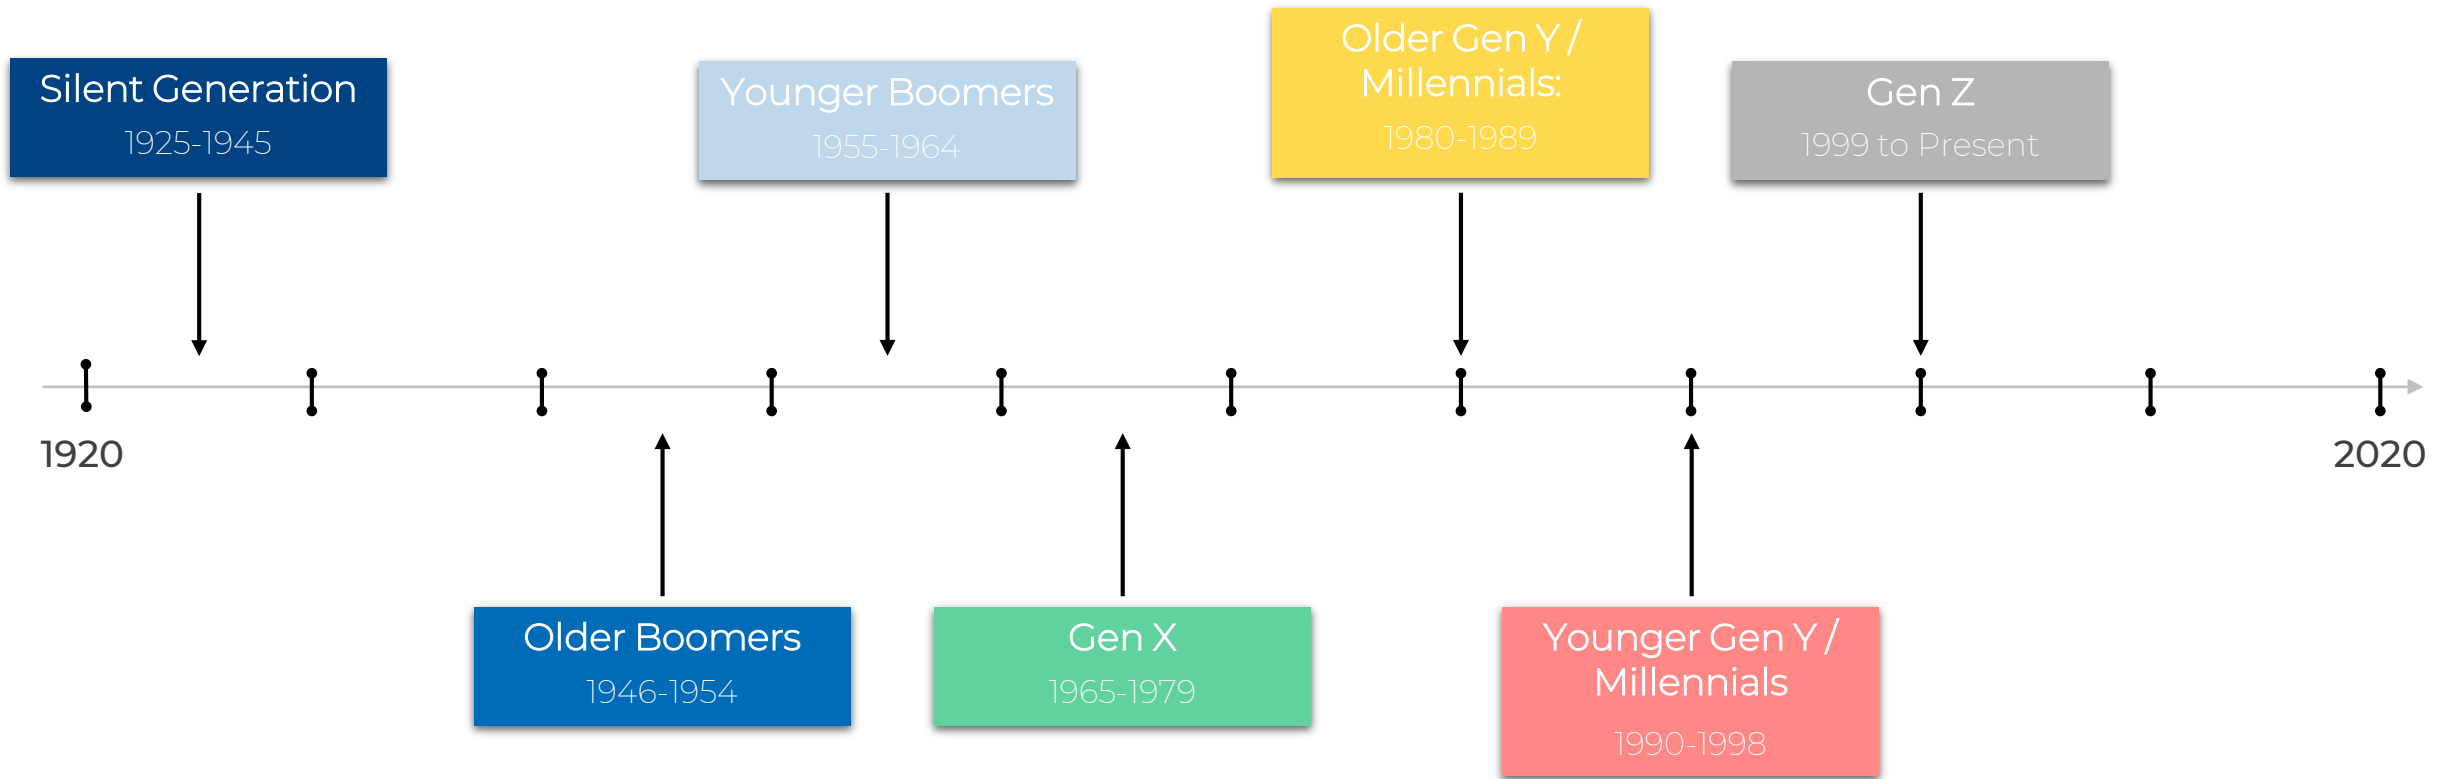 Silent Generation
1925-1945
Younger Boomers
1955-1964
Older Gen Y /
Millennials:
1980-1989
Gen Z
1999 to Present
1920
2020
Older Boomers
1946-1954
Gen X
1965-1979
Younger Gen Y /
Millennials
1990-1998